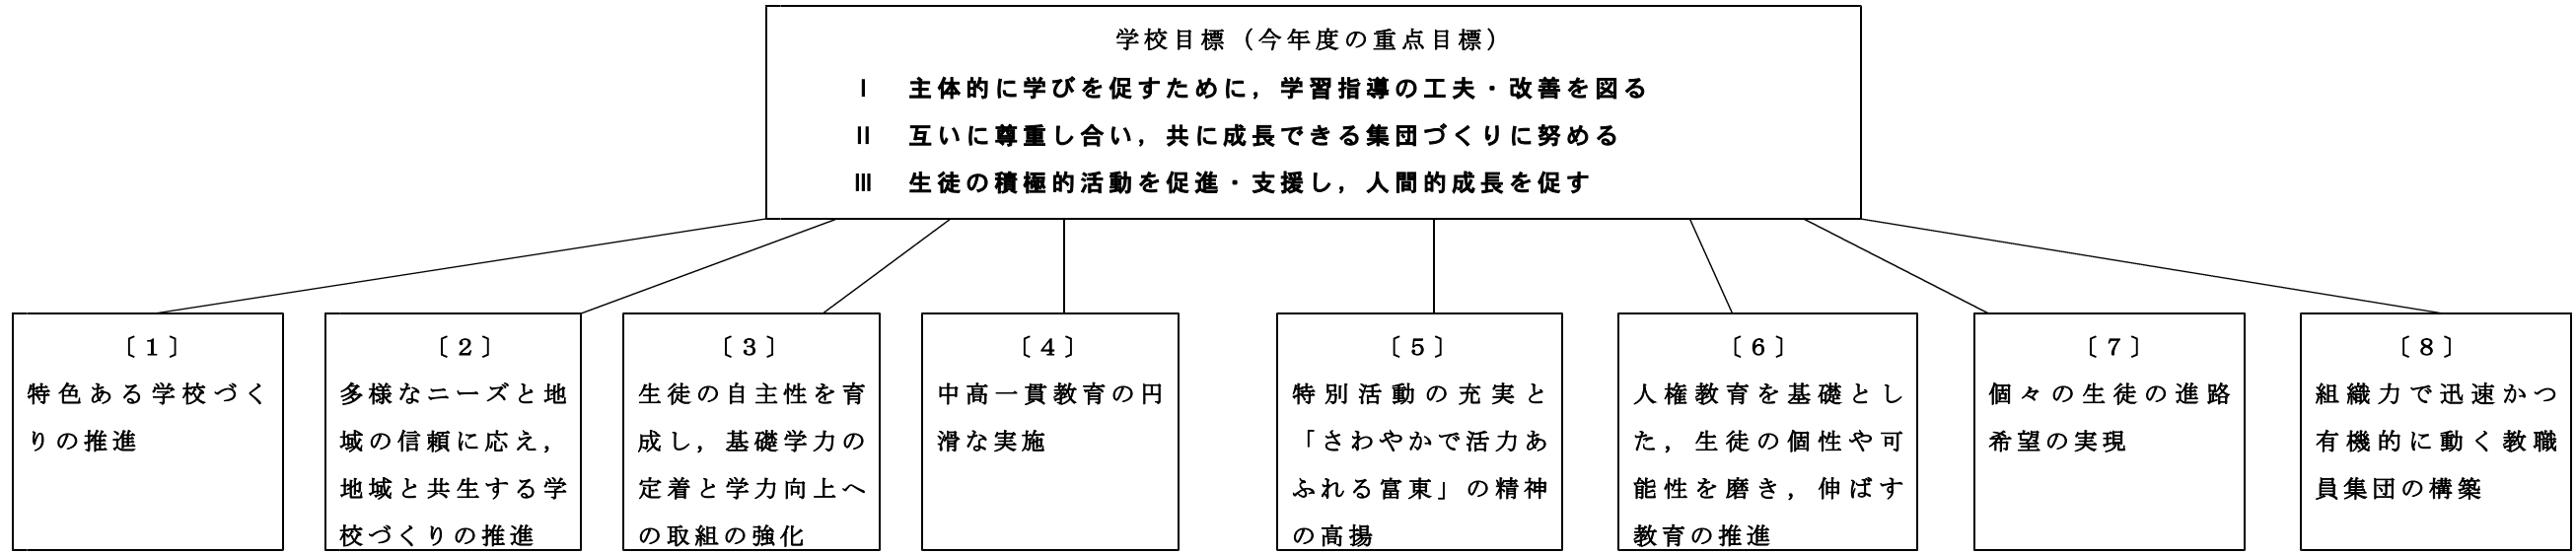 学校目標（今年度の重点目標）
Ⅰ　主体的に学びを促すために，学習指導の工夫・改善を図る
Ⅱ　互いに尊重し合い，共に成長できる集団づくりに努める
Ⅲ　生徒の積極的活動を促進・支援し，人間的成長を促す
〔１〕
特色ある学校づく
りの推進
〔２〕
多様なニーズと地
域の信頼に応え，
地域と共生する学
校づくりの推進
〔３〕
生徒の自主性を育
成し，基礎学力の
定着と学力向上へ
の取組の強化
〔４〕
中高一貫教育の円
滑な実施
〔５〕
特別活動の充実と
「さわやかで活力あ
ふれる富東」の精神
の高揚
〔６〕
人権教育を基礎とし
た，生徒の個性や可
能性を磨き，伸ばす
教育の推進
〔７〕
個々の生徒の進路
希望の実現
〔８〕
組織力で迅速かつ
有機的に動く教職
員集団の構築